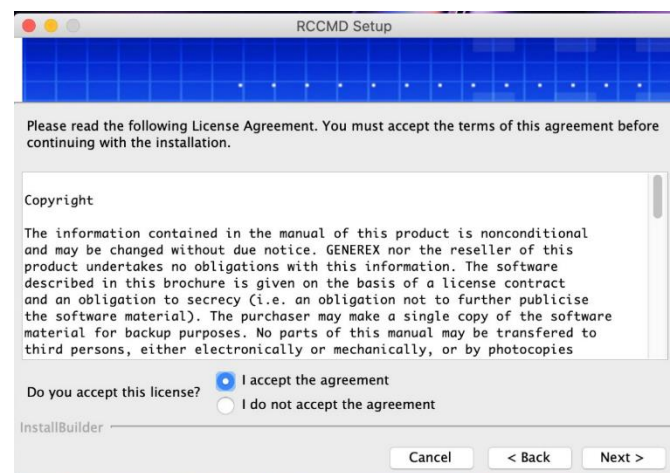 RCCMD Setup
Please read the following License Agreement. You must accept the terms of this agreement before
continuing with the installation.
Copyright
The information contained in the manual of this product is nonconditional
and may be changed without due notice. GENEREX nor the reseller of this
product undertakes no obligations with this information. The software
described in this brochure is given on the basis of a license contract
and an obligation to secrecy (i.e. an obligation not to further publicise
the software material). The purchaser may make a single copy of the software
material for backup purposes. No parts of this manual may be transfered to
third persons, either electronically or mechanically, or by photocopies
Do you accept this license?
I accept the agreement
I do not accept the agreement
InstallBuilder
Cancel
< Back
Next >